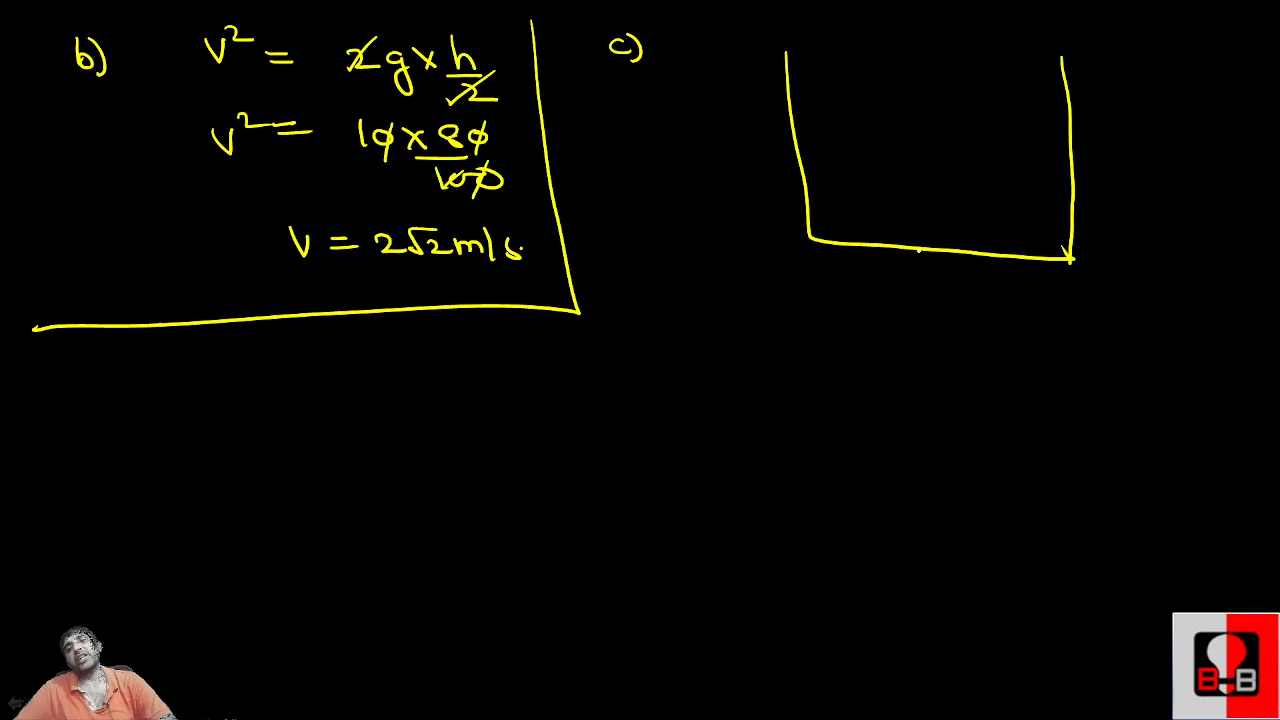 b) v² = 2g x h/2
v² = 10 x 80/100
v = 2√2 m/s.
c)
B-B